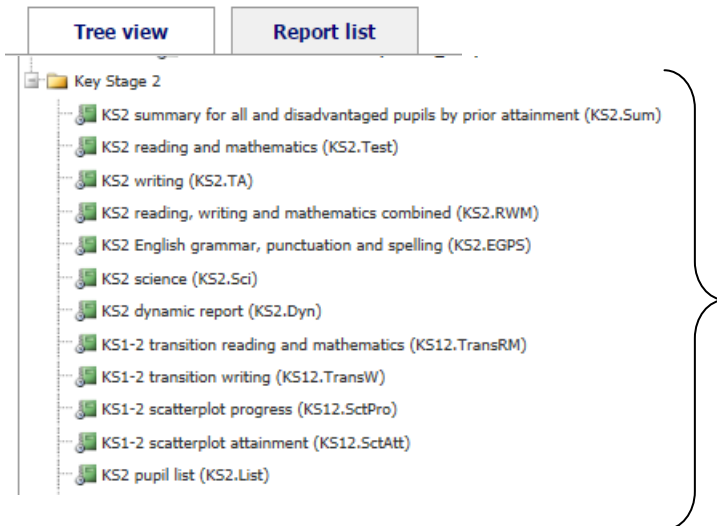 Tree view
Report list
Key Stage 2
KS2 summary for all and disadvantaged pupils by prior attainment (KS2.Sum)
KS2 reading and mathematics (KS2.Test)
KS2 writing (KS2.TA)
KS2 reading, writing and mathematics combined (KS2.RWM)
KS2 English grammar, punctuation and spelling (KS2.EGPS)
KS2 science (KS2.Sci)
KS2 dynamic report (KS2.Dyn)
KS1-2 transition reading and mathematics (KS12.TransRM)
KS1-2 transition writing (KS12.TransW)
KS1-2 scatterplot progress (KS12.SctPro)
KS1-2 scatterplot attainment (KS12.SctAtt)
KS2 pupil list (KS2.List)